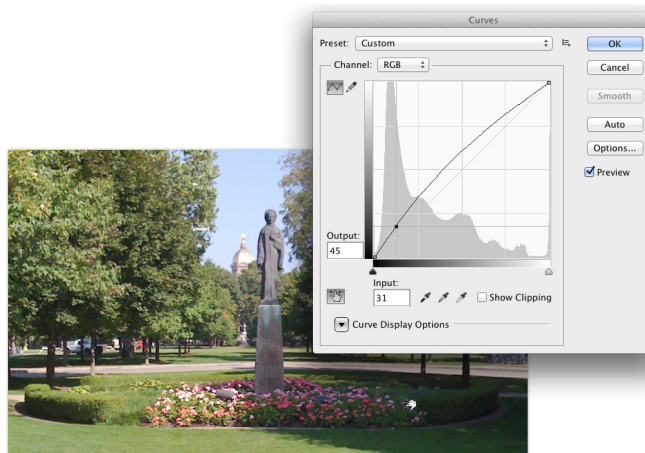 Curves
Preset: Custom
OK
Channel: RGB
Cancel
Smooth
Auto
Options...
Preview
Output:
45
Input:
31
Show Clipping
Curve Display Options